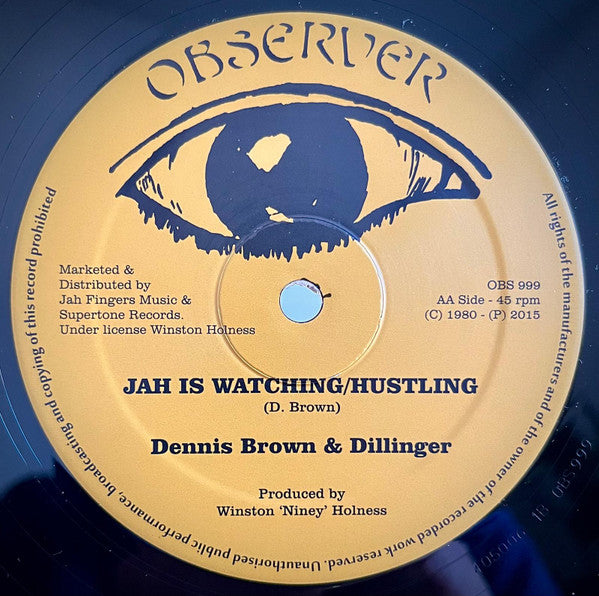 OBSERVER
Marketed &
Distributed by
Jah Fingers Music &
Supertone Records.
Under license Winston Holness
OBS 999
AA Side - 45 rpm
(C) 1980 - (P) 2015
JAH IS WATCHING/HUSTLING
(D. Brown)
Dennis Brown & Dillinger
Produced by
Winston ‘Niney’ Holness
All rights of the manufacturers and of the owner of the recorded work reserved. Unauthorised public performance, broadcasting and copying of this record prohibited
1B OBS 999